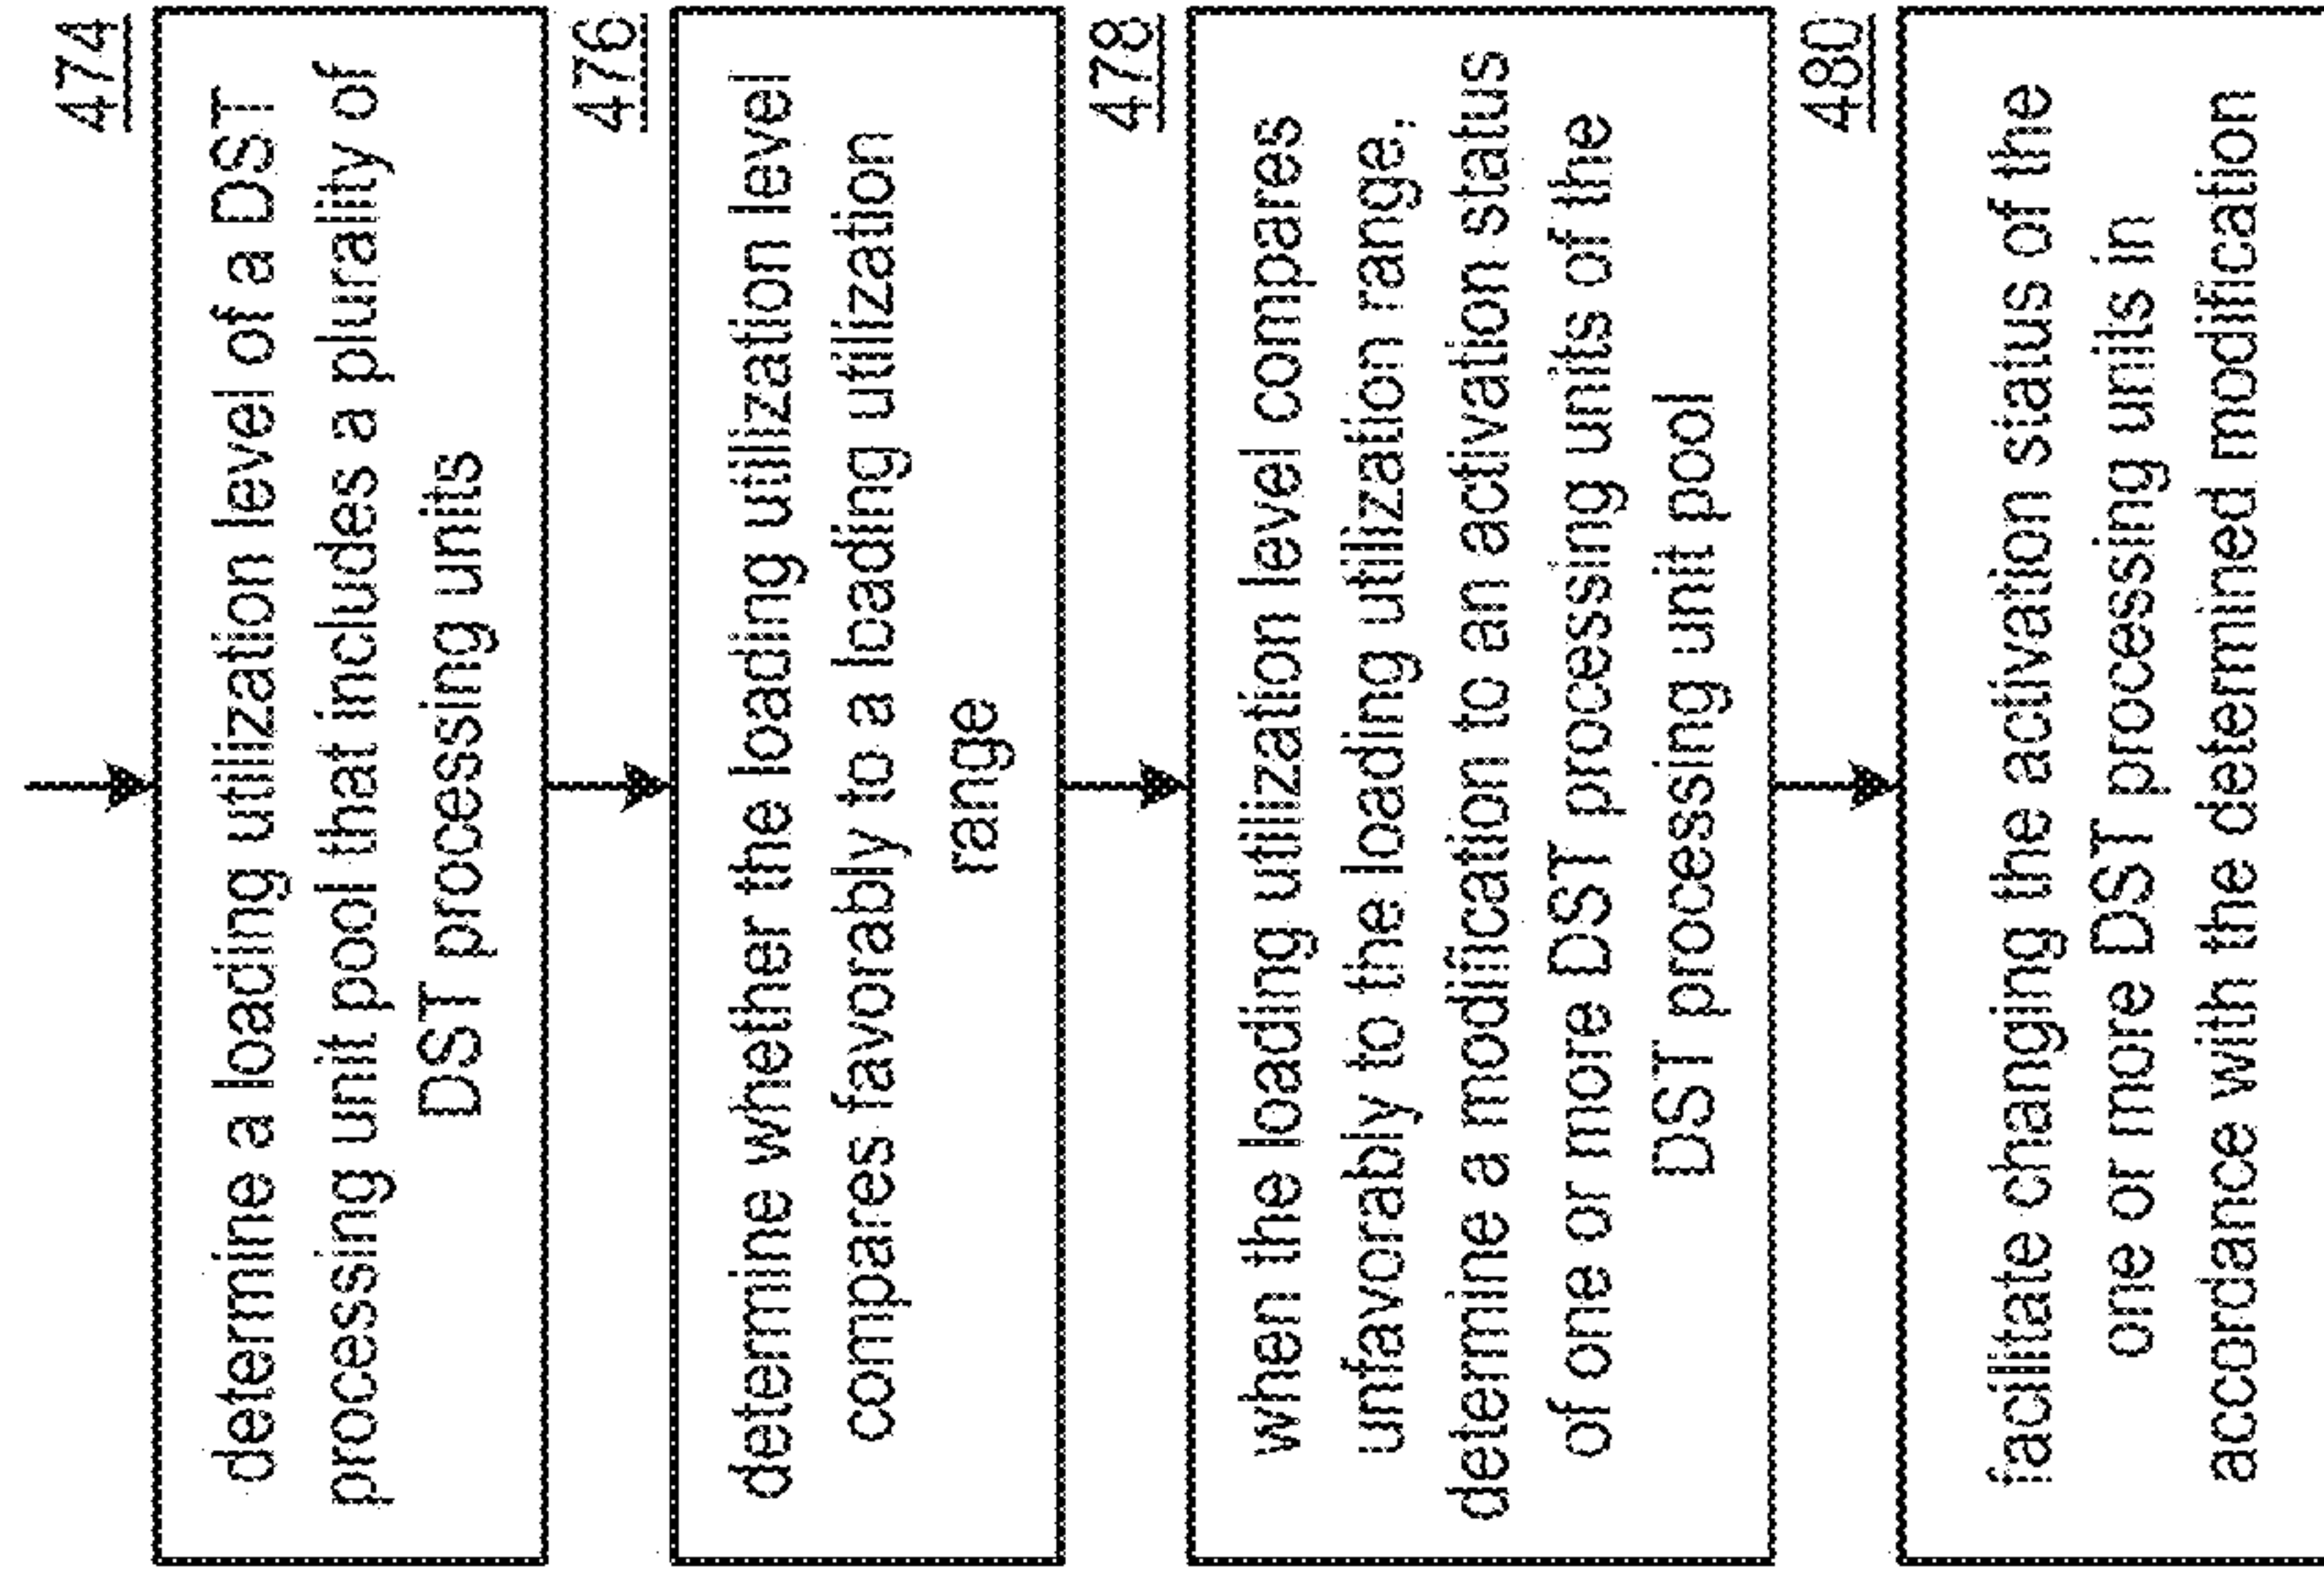 474
determine a loading utilization level of a DST
processing unit pool that includes a plurality of
DST processing units
476
determine whether the loading utilization level
compares favorably to a loading utilization
range
478
when the loading utilization level compares
unfavorably to the loading utilization range,
determine a modification to an activation status
of one or more DST processing units of the
DST processing unit pool
480
facilitate changing the activation status of the
one or more DST processing units in
accordance with the determined modification